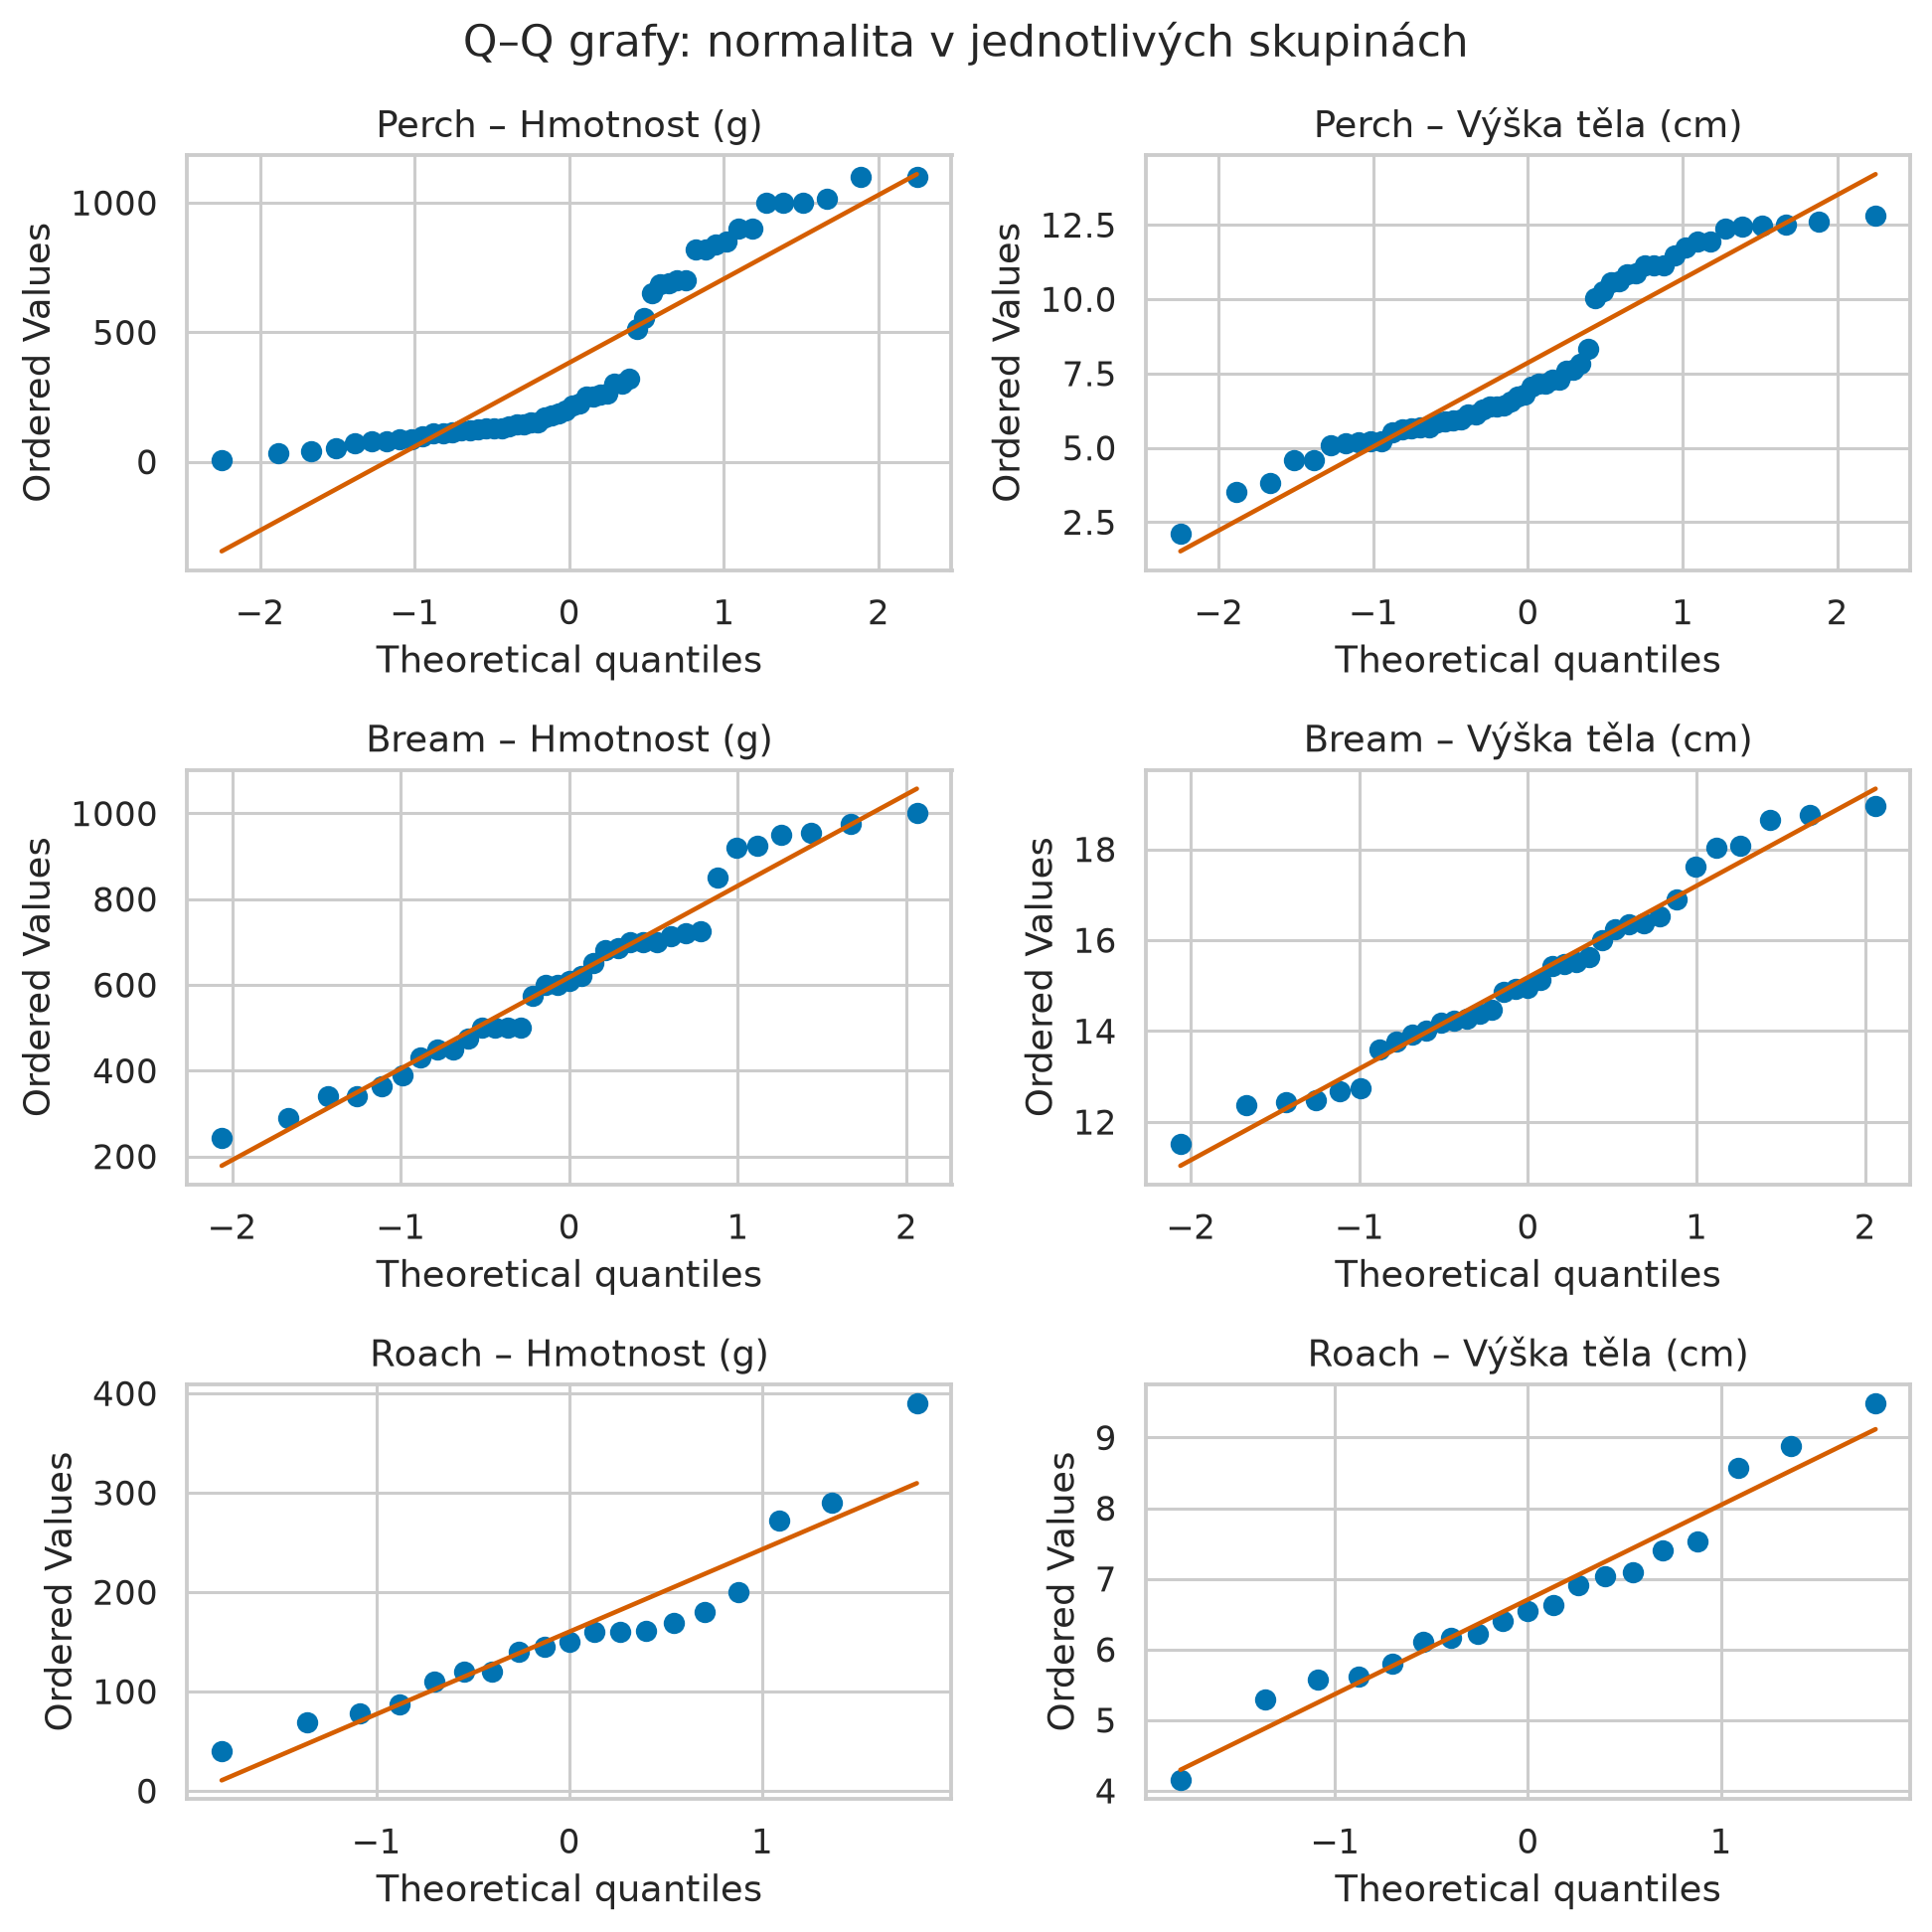 Q–Q grafy: normalita v jednotlivých skupinách
Perch – Hmotnost (g)
Ordered Values
1000
500
0
−2 −1 0 1 2
Theoretical quantiles
Perch – Výška těla (cm)
Ordered Values
12.5
10.0
7.5
5.0
2.5
−2 −1 0 1 2
Theoretical quantiles
Bream – Hmotnost (g)
Ordered Values
1000
800
600
400
200
−2 −1 0 1 2
Theoretical quantiles
Bream – Výška těla (cm)
Ordered Values
18
16
14
12
−2 −1 0 1 2
Theoretical quantiles
Roach – Hmotnost (g)
Ordered Values
400
300
200
100
0
−1 0 1
Theoretical quantiles
Roach – Výška těla (cm)
Ordered Values
9
8
7
6
5
4
−1 0 1
Theoretical quantiles